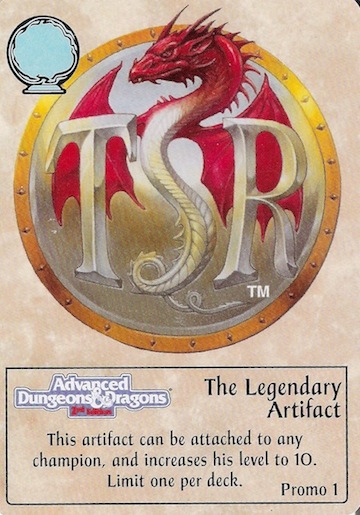 TSR
TM
Advanced
Dungeons & Dragons
2nd Edition
The Legendary
Artifact
This artifact can be attached to any
champion, and increases his level to 10.
Limit one per deck.
Promo 1